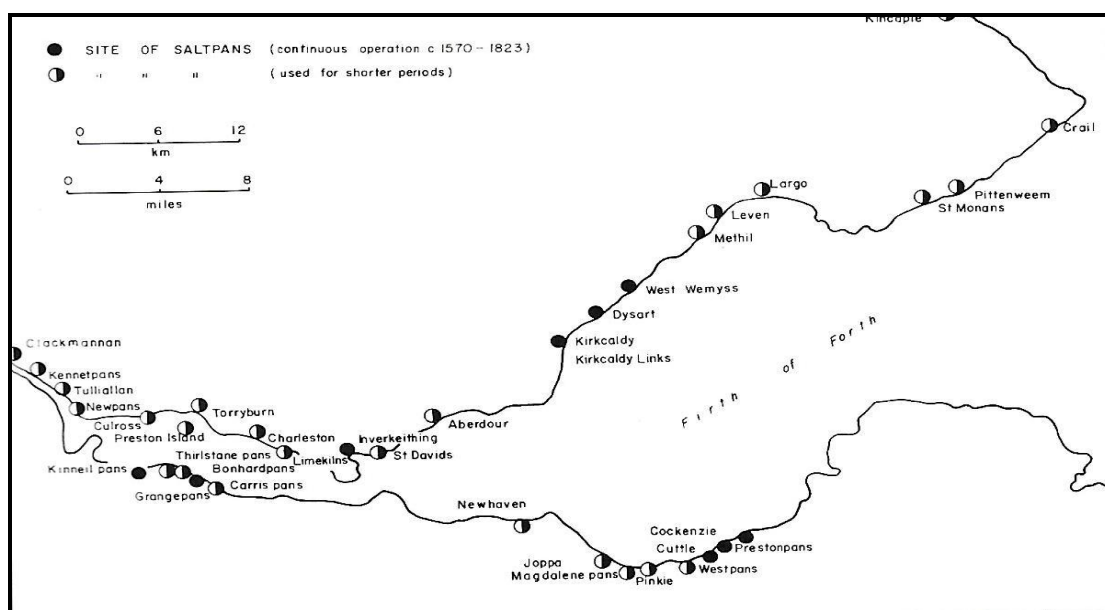 SITE OF SALTPANS (continuous operation c 1570 – 1823)
" " " (used for shorter periods)
0 6 12
km
0 4 8
miles
Kincaple
Crail
Largo
Pittenweem
Leven
St Monans
Methil
West Wemyss
Dysart
Kirkcaldy
Kirkcaldy Links
Firth of Forth
Clackmannan
Kennetpans
Tulliallan
Newpans
Culross
Torryburn
Preston Island
Charleston
Aberdour
Inverkeithing
Thirlstane pans
Limekilns
St Davids
Kinneil pans
Bonhardpans
Grangepans
Carris pans
Newhaven
Cockenzie
Cuttle
Prestonpans
Joppa
Westpans
Magdalene pans
Pinkie